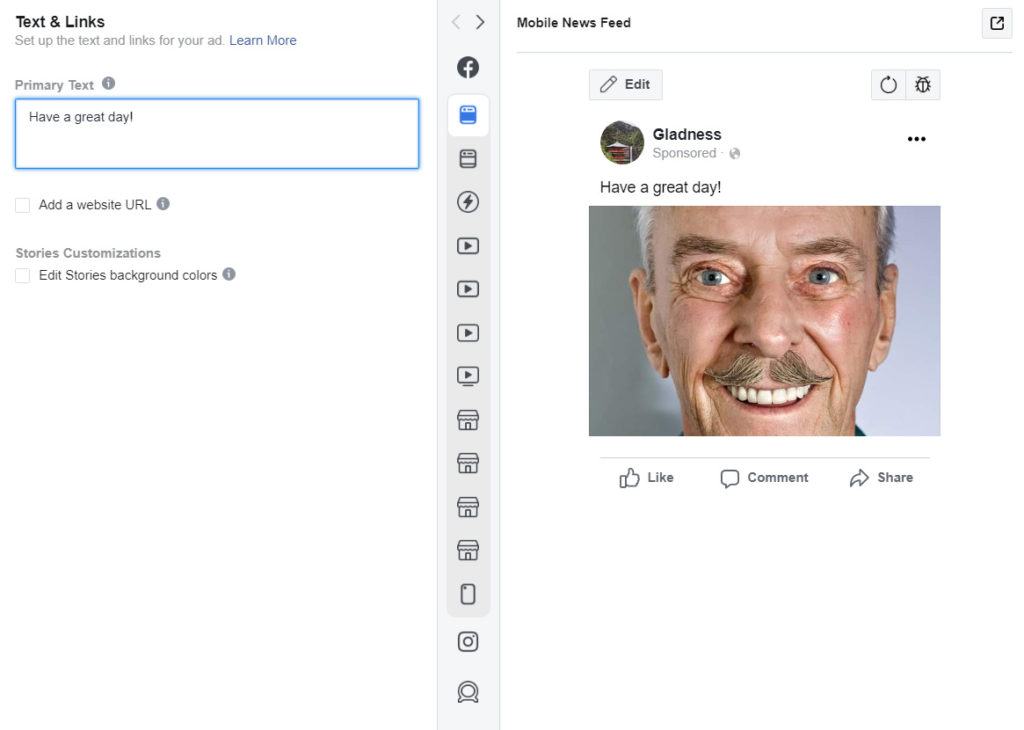 Text & Links
Set up the text and links for your ad. Learn More
Primary Text
Have a great day!
Add a website URL
Stories Customizations
Edit Stories background colors
Mobile News Feed
Edit
Gladness
Sponsored ·
Have a great day!
Like Comment Share